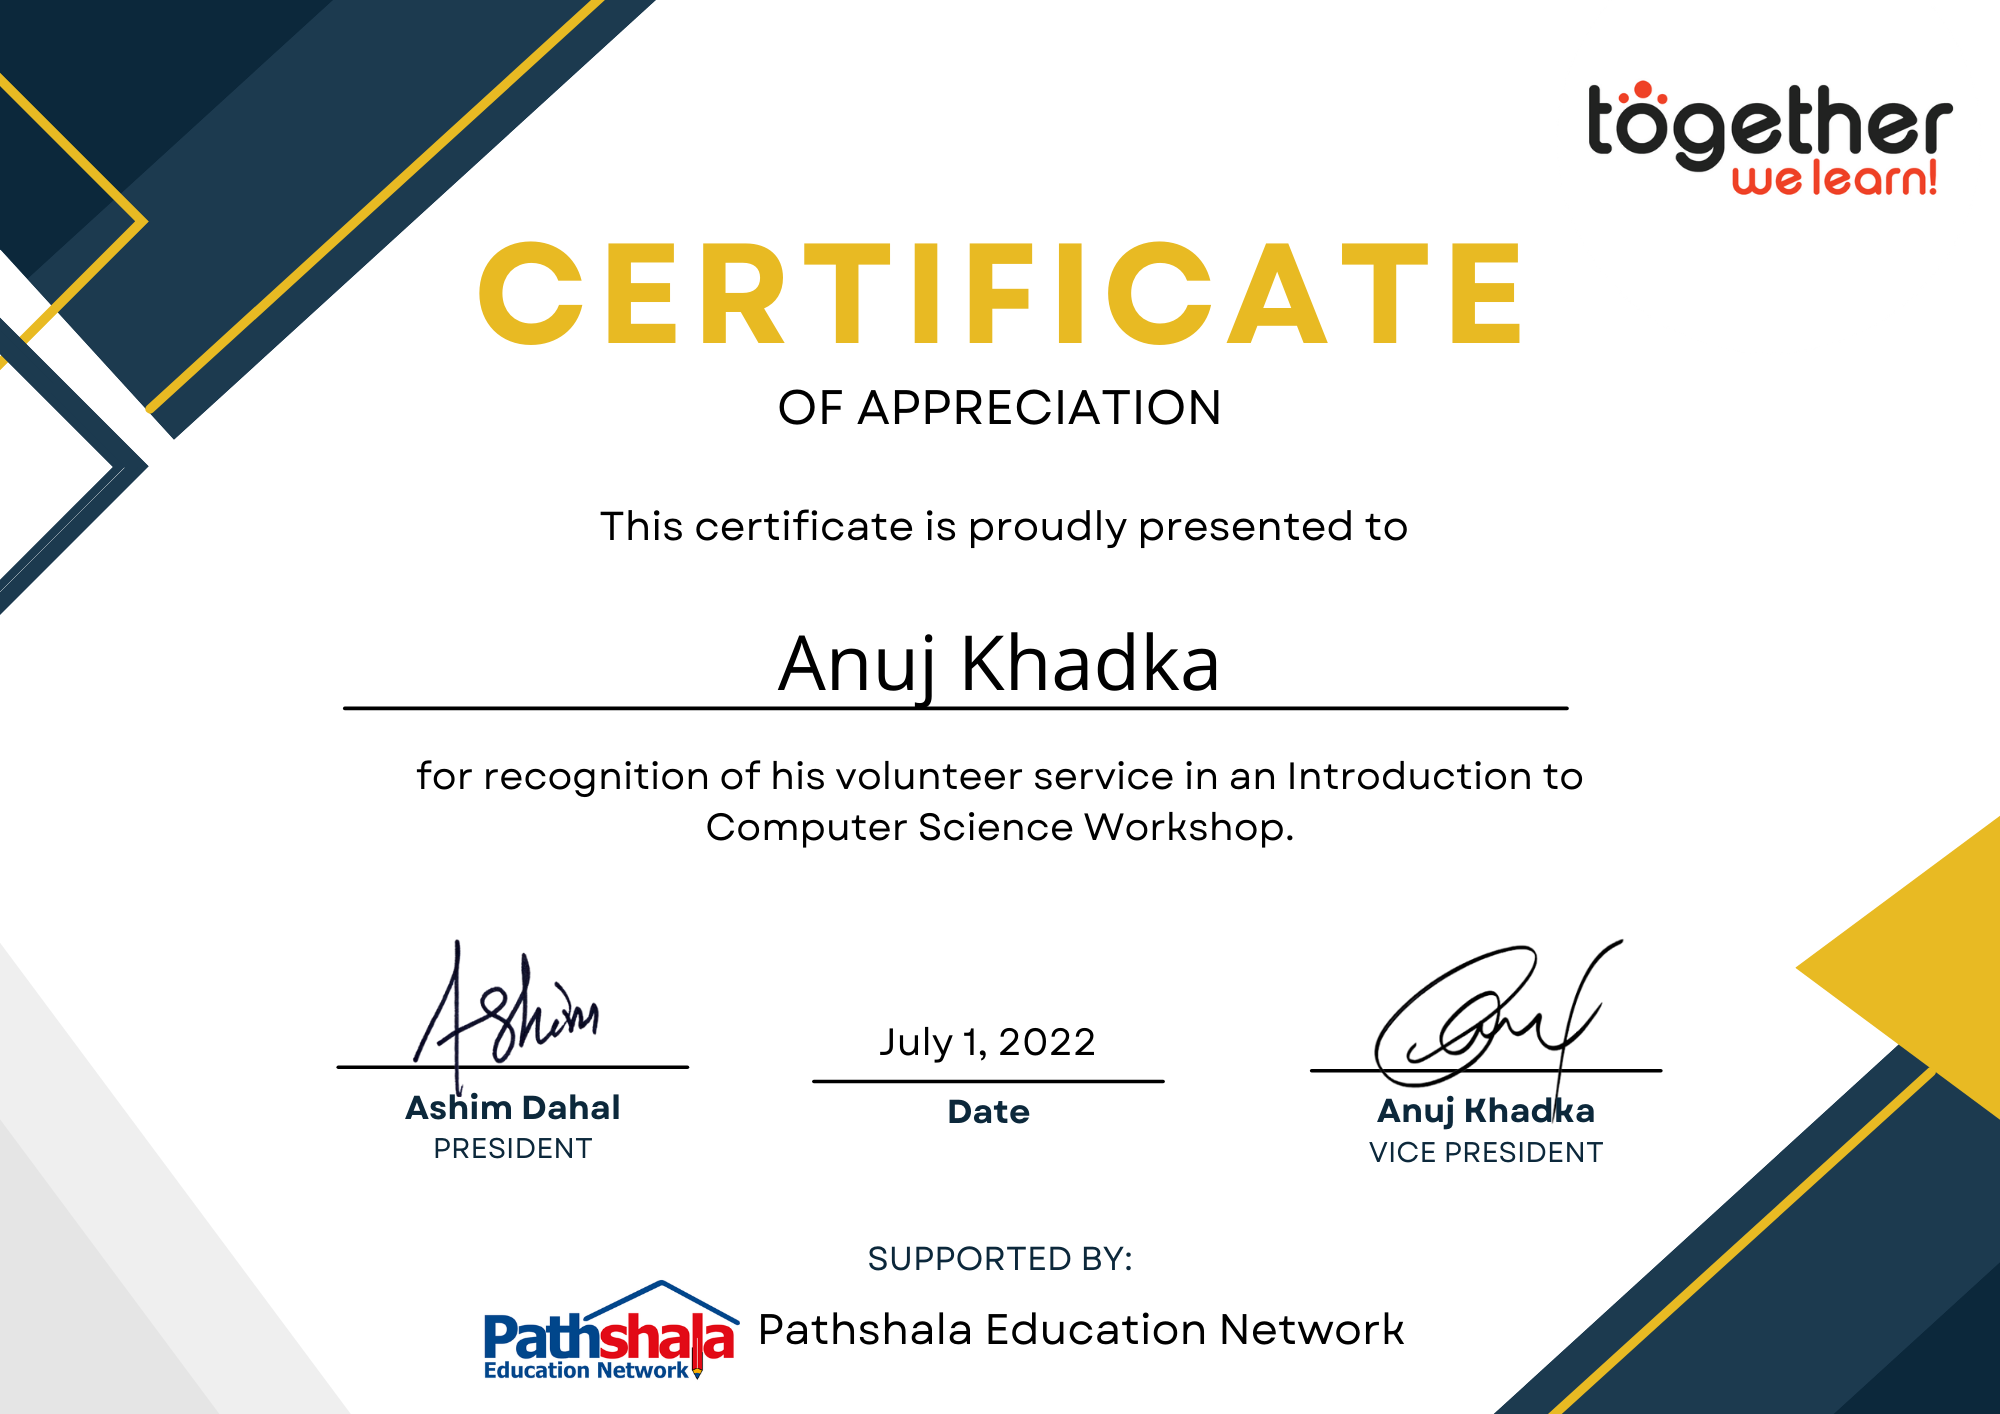 together
we learn!
CERTIFICATE
OF APPRECIATION
This certificate is proudly presented to
Anuj Khadka
for recognition of his volunteer service in an Introduction to
Computer Science Workshop.
Ashim
Ashim Dahal
PRESIDENT
July 1, 2022
Date
Anuj Khadka
VICE PRESIDENT
SUPPORTED BY:
Pathshala
Education Network
Pathshala Education Network